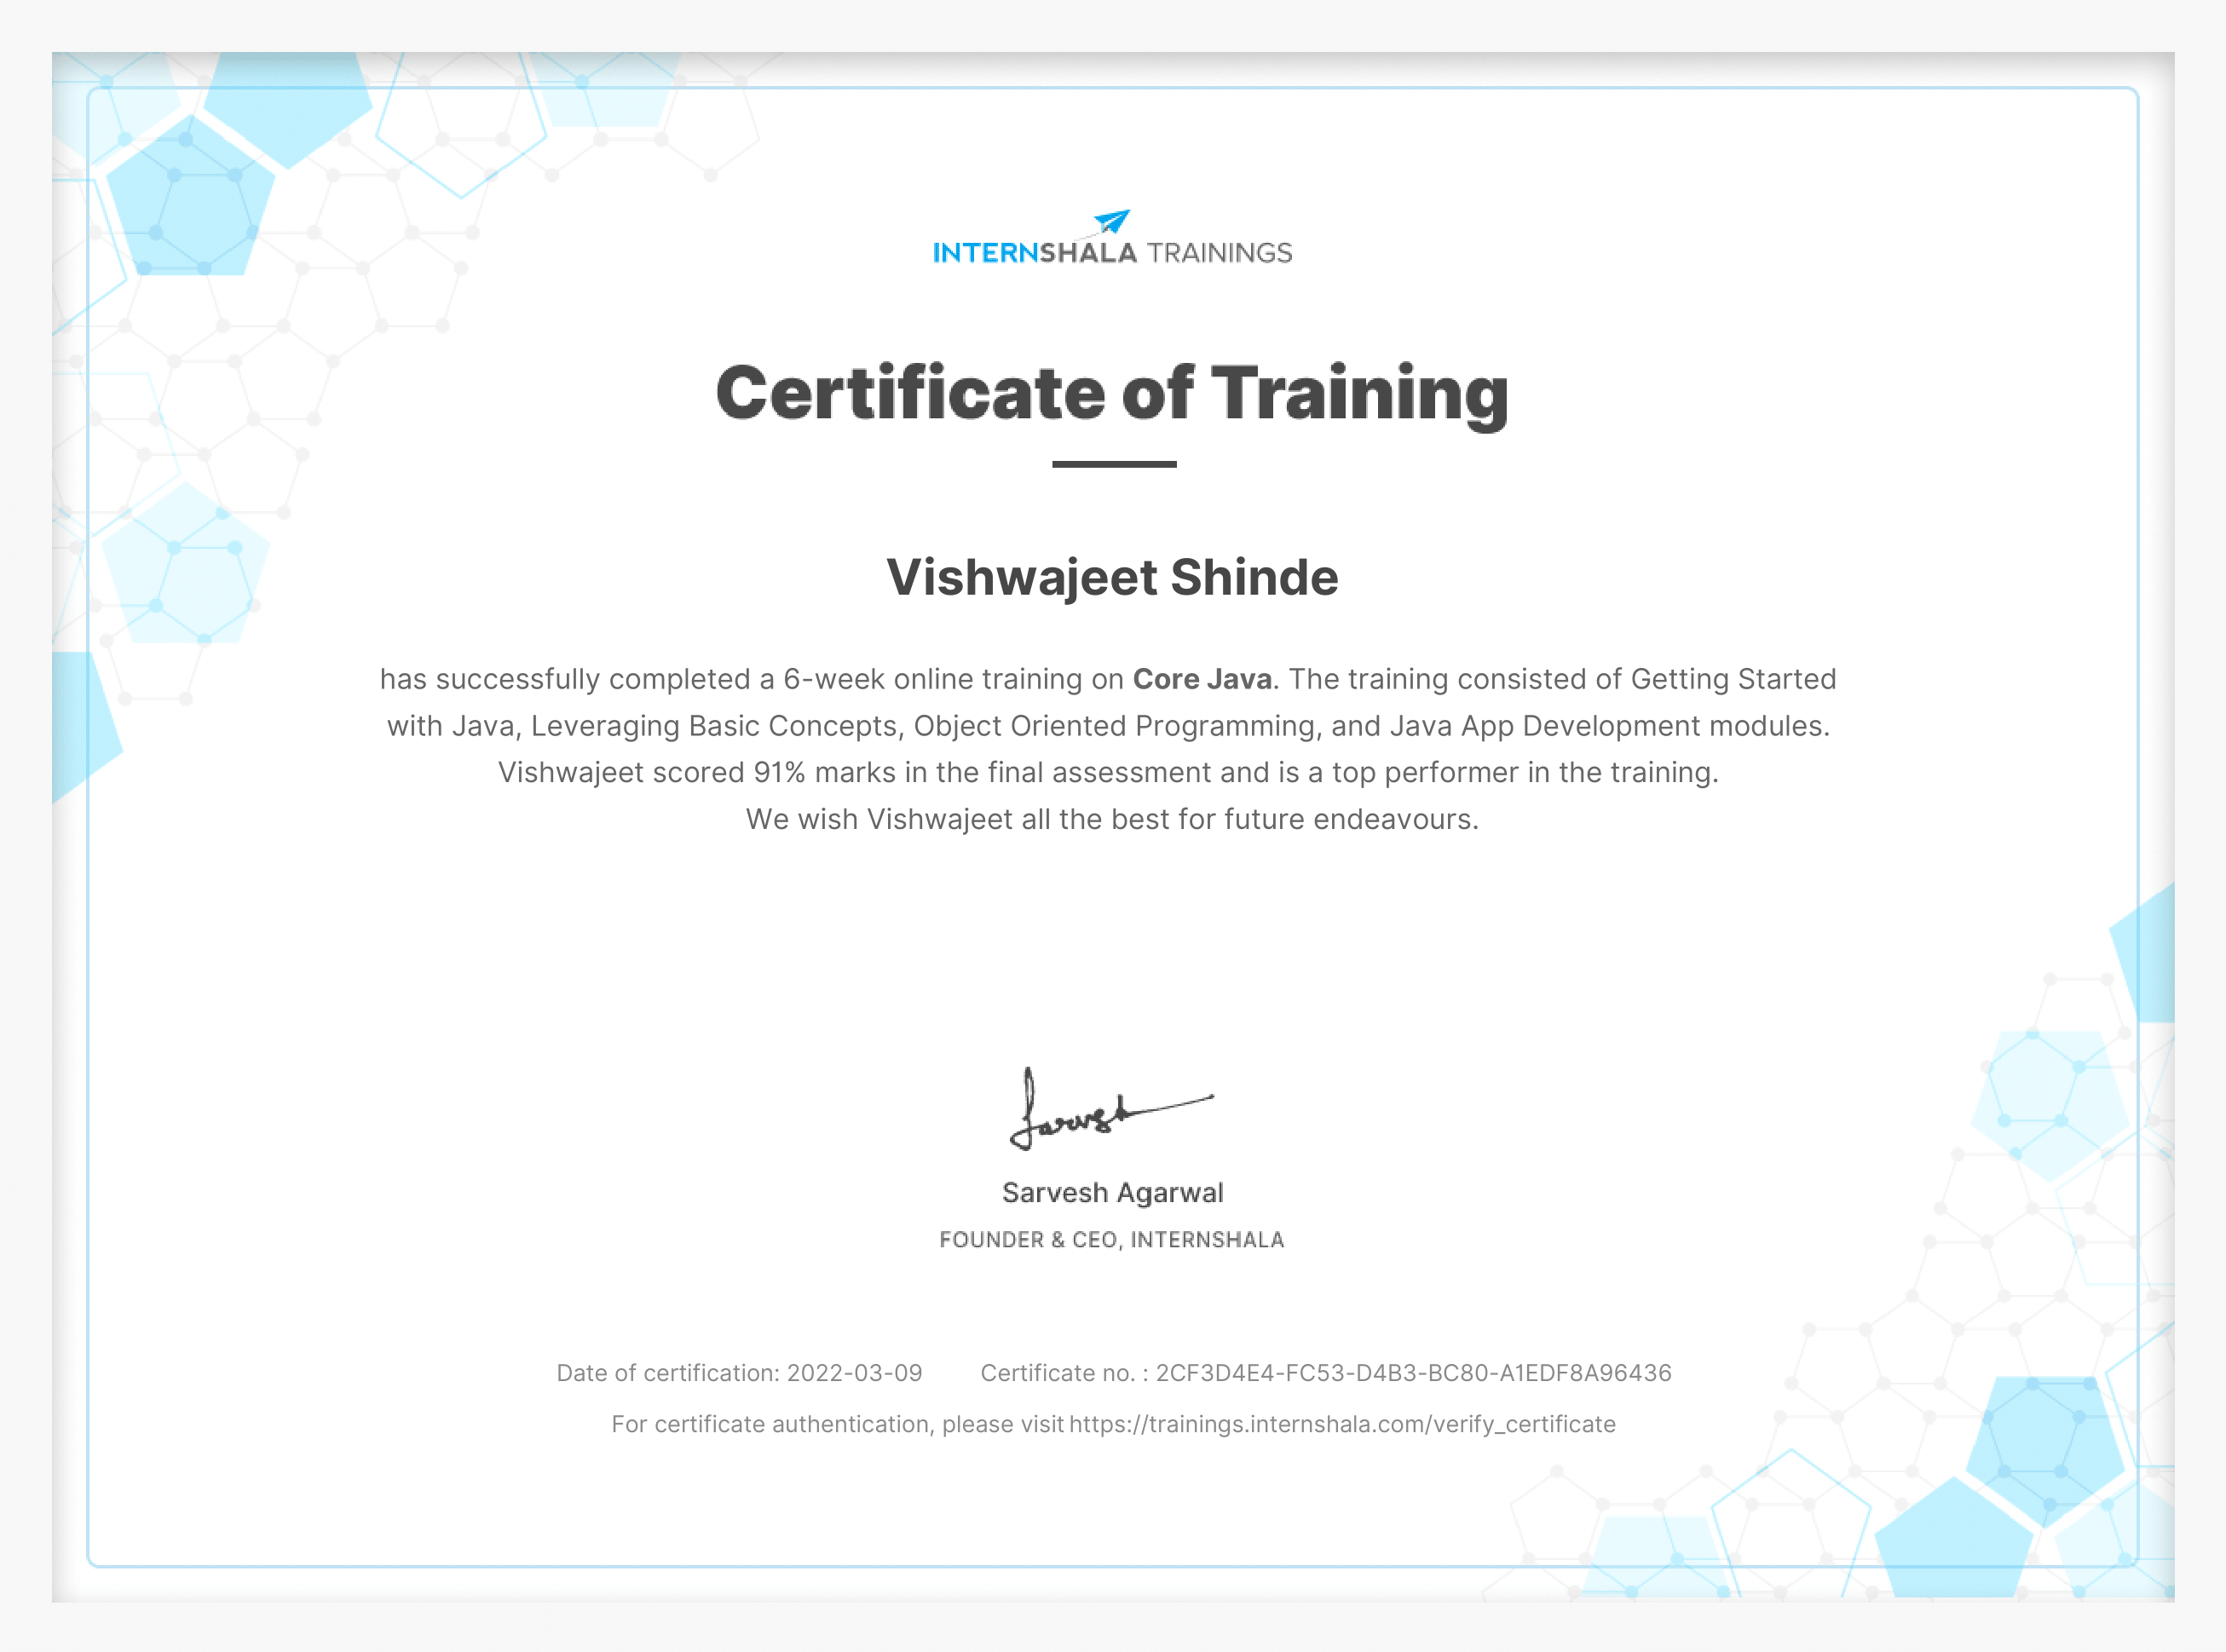 INTERNSHALA TRAININGS
Certificate of Training
Vishwajeet Shinde
has successfully completed a 6-week online training on Core Java. The training consisted of Getting Started
with Java, Leveraging Basic Concepts, Object Oriented Programming, and Java App Development modules.
Vishwajeet scored 91% marks in the final assessment and is a top performer in the training.
We wish Vishwajeet all the best for future endeavours.
Sarvesh
Sarvesh Agarwal
FOUNDER & CEO, INTERNSHALA
Date of certification: 2022-03-09 Certificate no. : 2CF3D4E4-FC53-D4B3-BC80-A1EDF8A96436
For certificate authentication, please visit https://trainings.internshala.com/verify_certificate